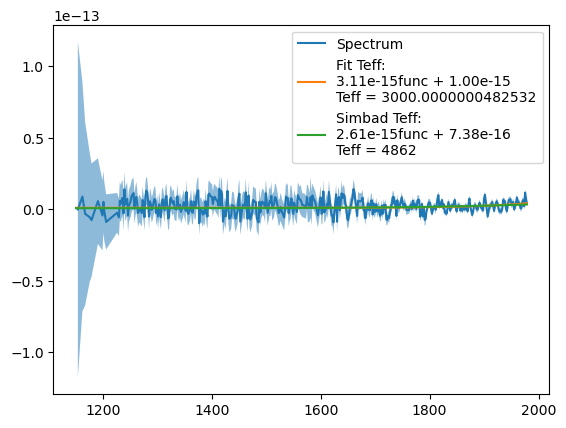 1e−13
Spectrum
Fit Teff:
3.11e-15func + 1.00e-15
Teff = 3000.0000000482532
Simbad Teff:
2.61e-15func + 7.38e-16
Teff = 4862
1.0
0.5
0.0
−0.5
−1.0
1200 1400 1600 1800 2000